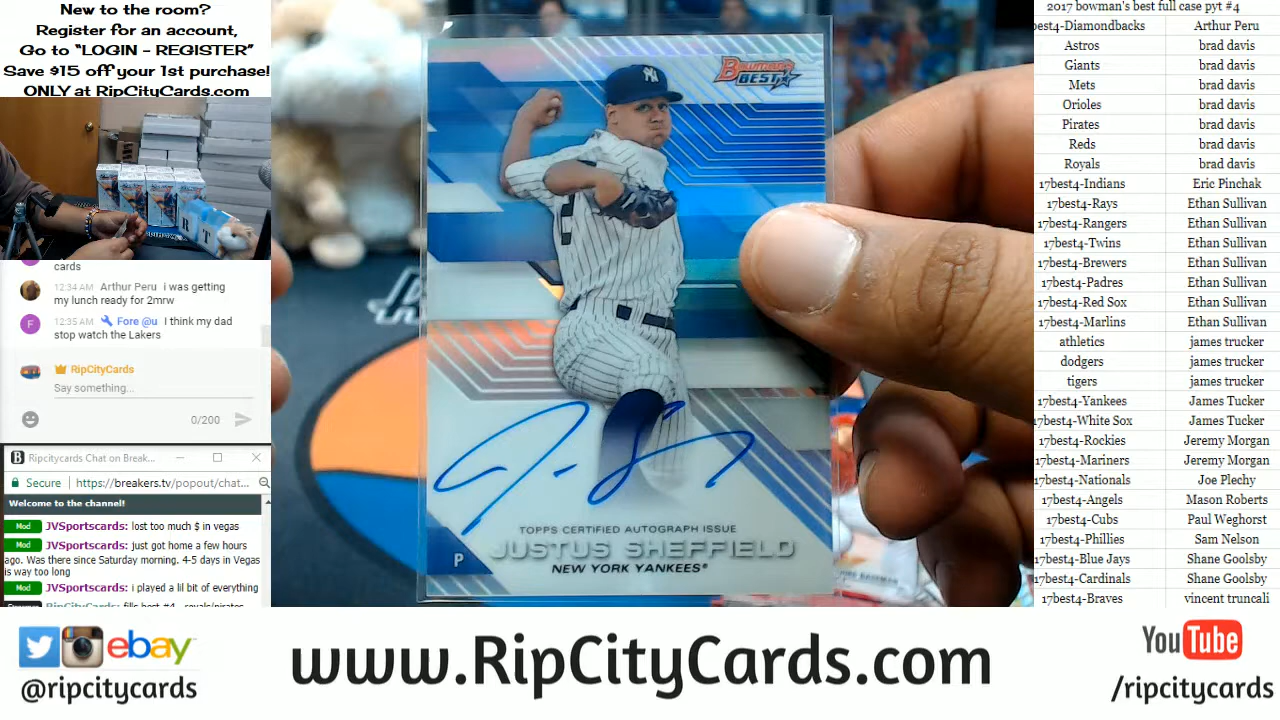 New to the room?
Register for an account,
Go to “LOGIN - REGISTER”
Save $15 off your 1st purchase!
ONLY at RipCityCards.com
cards
12:34 AM Arthur Peru i was getting
my lunch ready for 2mrw
F 12:35 AM Fore @u I think my dad
stop watch the Lakers
RipCityCards
Say something...
0/200
B Ripcitycards Chat on Break...
Secure https://breakers.tv/popout/chat...
Welcome to the channel!
Mod JVSportscards: lost too much $ in vegas
Mod JVSportscards: just got home a few hours
ago. Was there since Saturday morning. 4-5 days in Vegas
is way too long
Mod JVSportscards: i played a lil bit of everything
RipCityCards: fills best #4 - royals/pirates
R T
NY
BOWMAN'S
BEST
2
TOPPS CERTIFIED AUTOGRAPH ISSUE
P JUSTUS SHEFFIELD
NEW YORK YANKEES®
BASEMAN
2017 bowman's best full case pyt #4
est4-Diamondbacks Arthur Peru
Astros brad davis
Giants brad davis
Mets brad davis
Orioles brad davis
Pirates brad davis
Reds brad davis
Royals brad davis
17best4-Indians Eric Pinchak
17best4-Rays Ethan Sullivan
17best4-Rangers Ethan Sullivan
17best4-Twins Ethan Sullivan
17best4-Brewers Ethan Sullivan
17best4-Padres Ethan Sullivan
17best4-Red Sox Ethan Sullivan
17best4-Marlins Ethan Sullivan
athletics james trucker
dodgers james trucker
tigers james trucker
17best4-Yankees James Tucker
17best4-White Sox James Tucker
17best4-Rockies Jeremy Morgan
17best4-Mariners Jeremy Morgan
17best4-Nationals Joe Plechy
17best4-Angels Mason Roberts
17best4-Cubs Paul Weghorst
17best4-Phillies Sam Nelson
17best4-Blue Jays Shane Goolsby
17best4-Cardinals Shane Goolsby
17best4-Braves vincent truncali
ebay
@ripcitycards
www.RipCityCards.com
YouTube
/ripcitycards